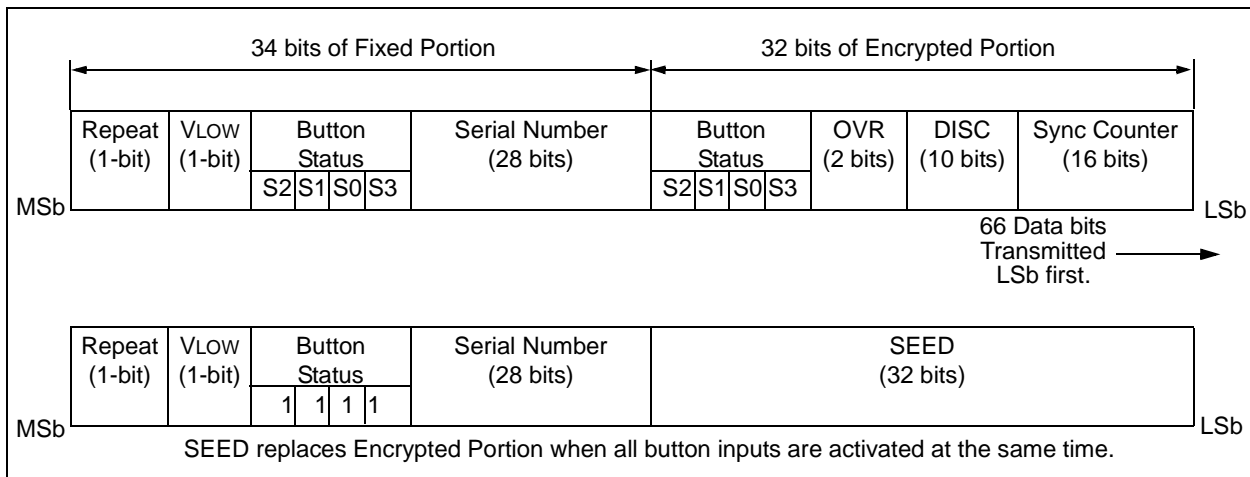 34 bits of Fixed Portion 32 bits of Encrypted Portion
Repeat VLOW Button Serial Number Button OVR DISC Sync Counter
(1-bit) (1-bit) Status (28 bits) Status (2 bits) (10 bits) (16 bits)
S2 S1 S0 S3 S2 S1 S0 S3
MSb LSb
66 Data bits
Transmitted
LSb first.
Repeat VLOW Button Serial Number SEED
(1-bit) (1-bit) Status (28 bits) (32 bits)
1 1 1 1
MSb LSb
SEED replaces Encrypted Portion when all button inputs are activated at the same time.